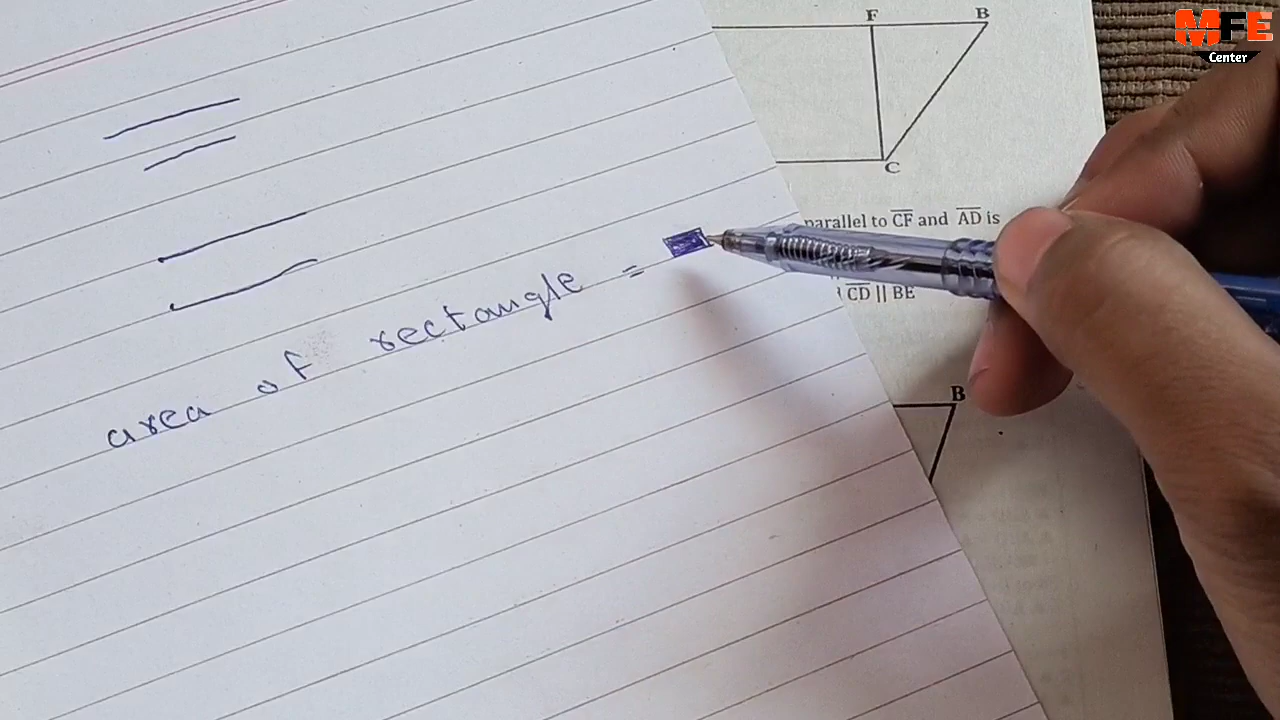 MFE
Center
F B
C
parallel to CF and AD is
CD || BE
B
area of rectangle =